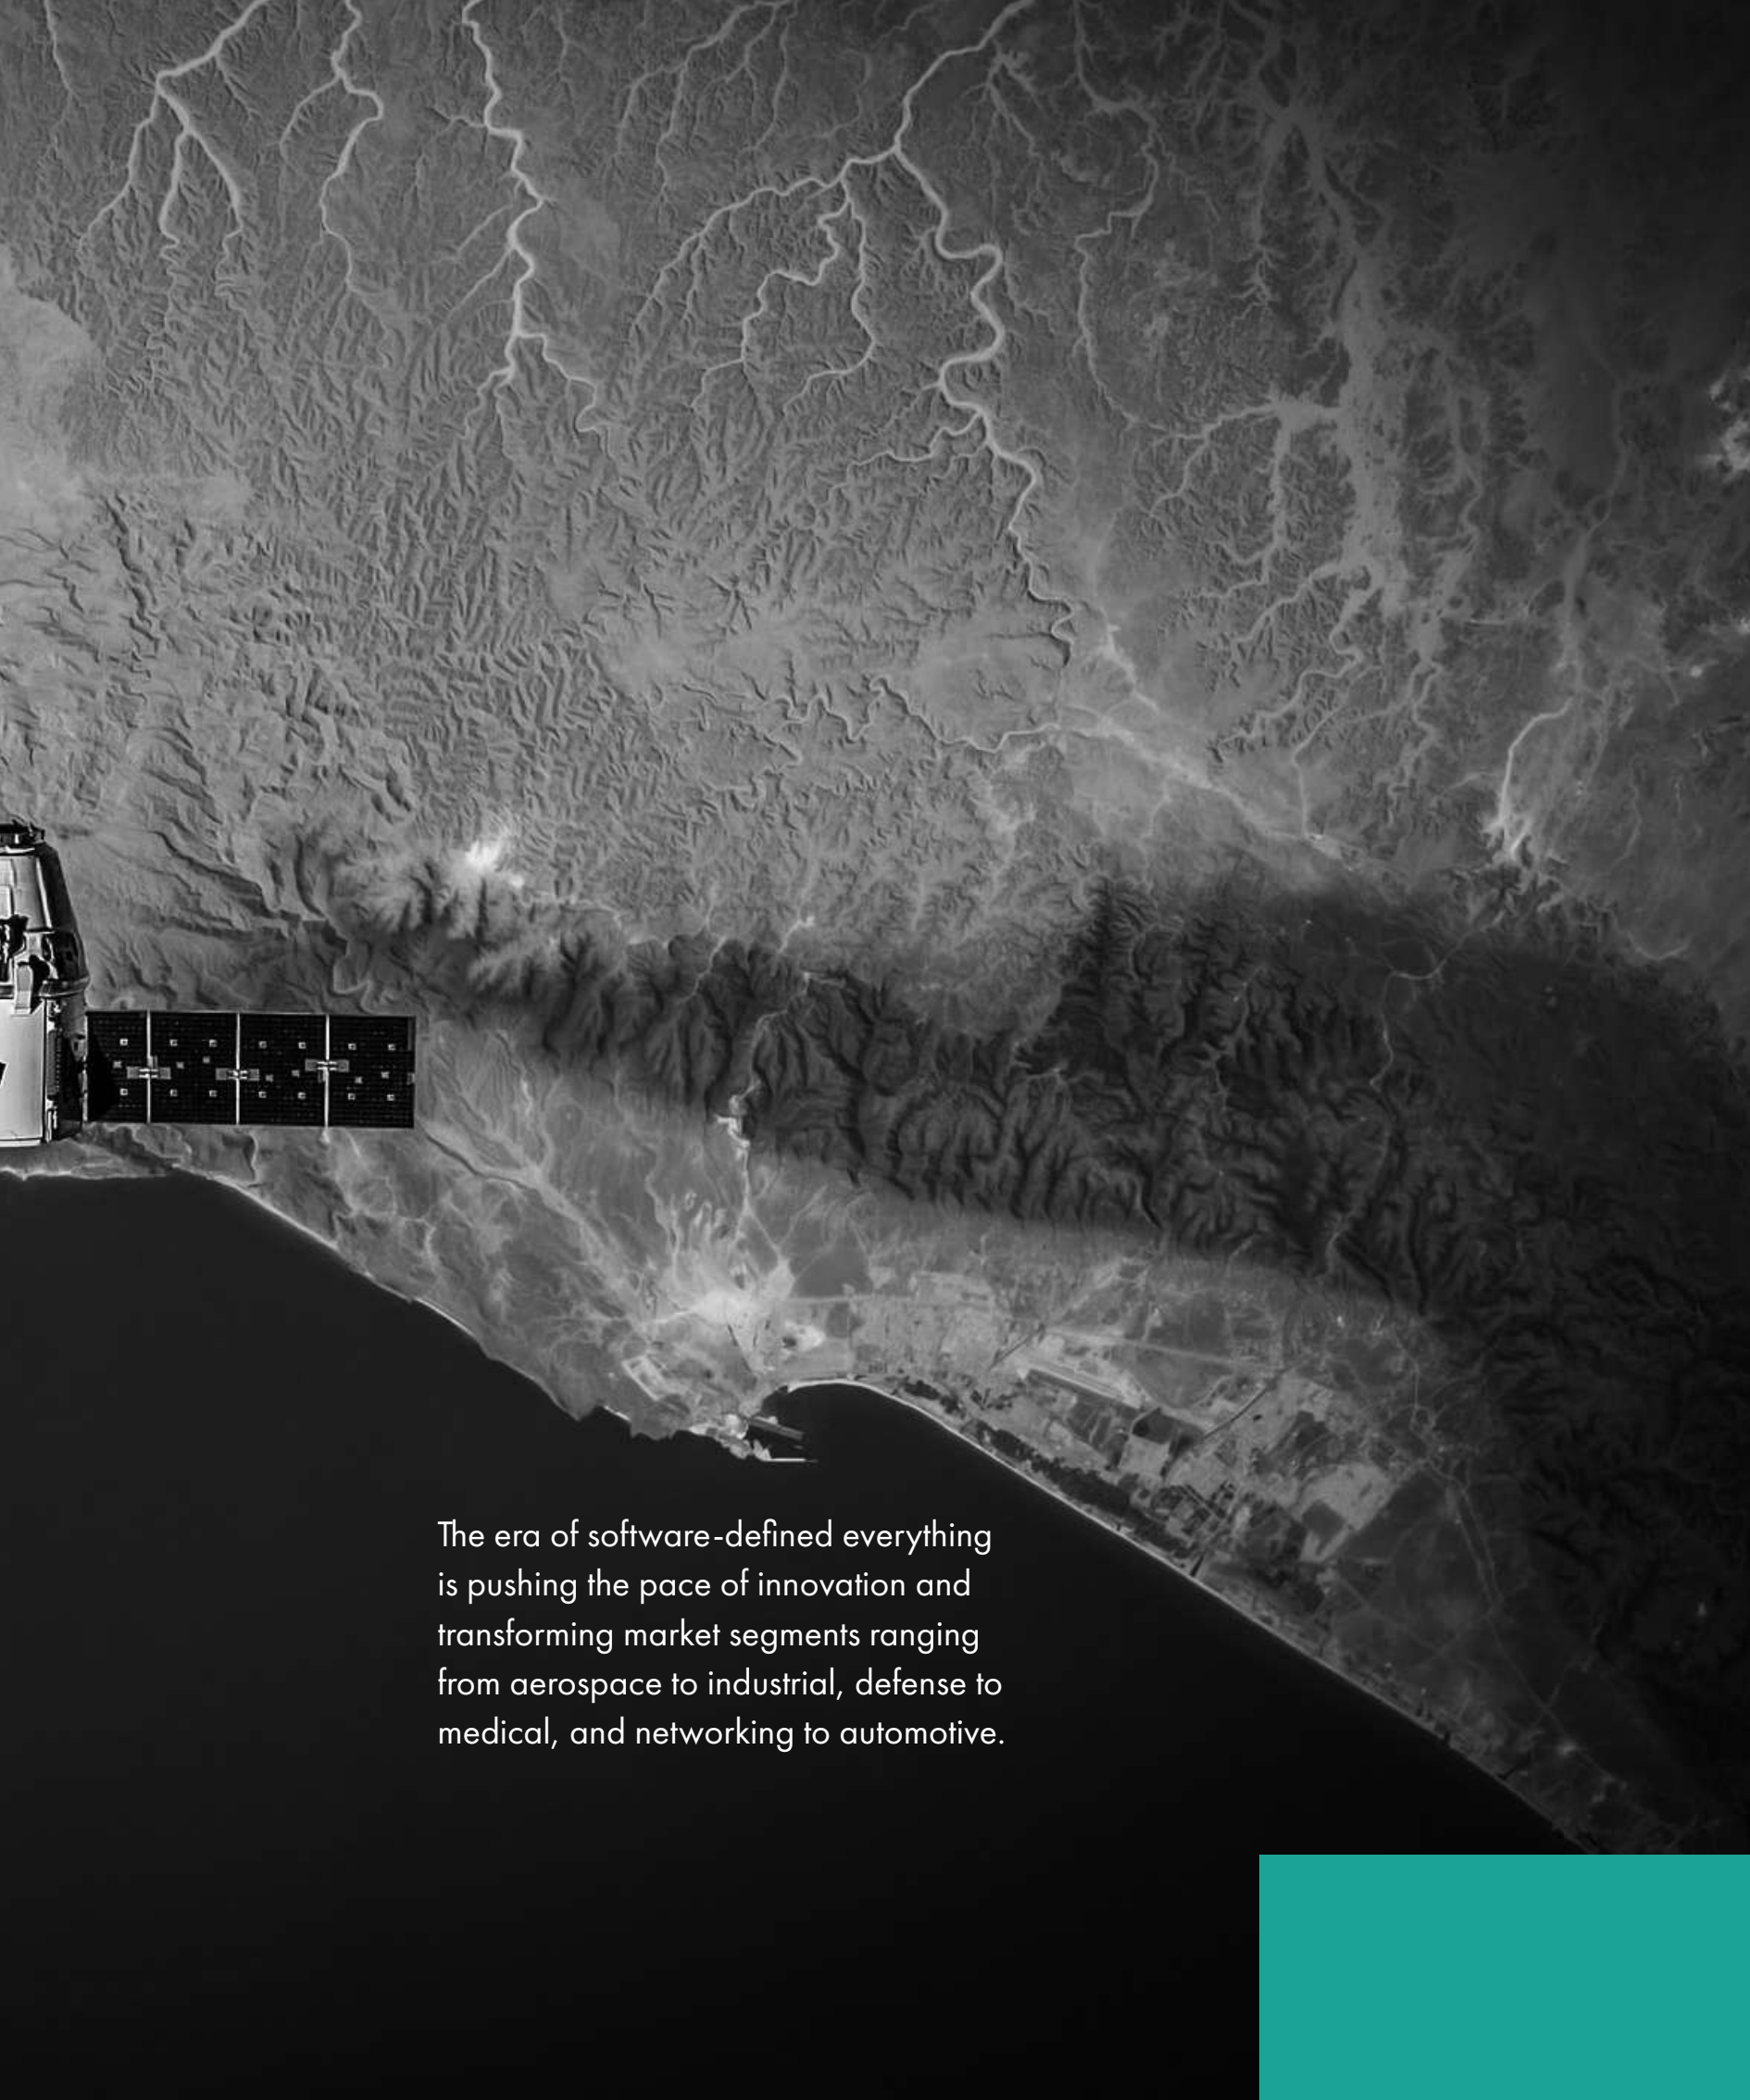 The era of software-defined everything
is pushing the pace of innovation and
transforming market segments ranging
from aerospace to industrial, defense to
medical, and networking to automotive.